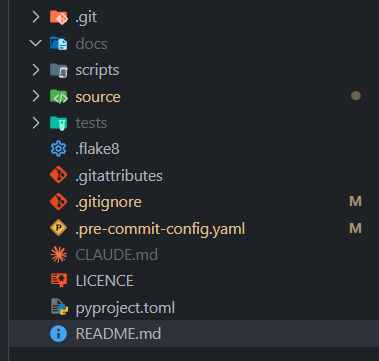 .git
docs
scripts
source
tests
.flake8
.gitattributes
.gitignore M
.pre-commit-config.yaml M
CLAUDE.md
LICENCE
pyproject.toml
README.md